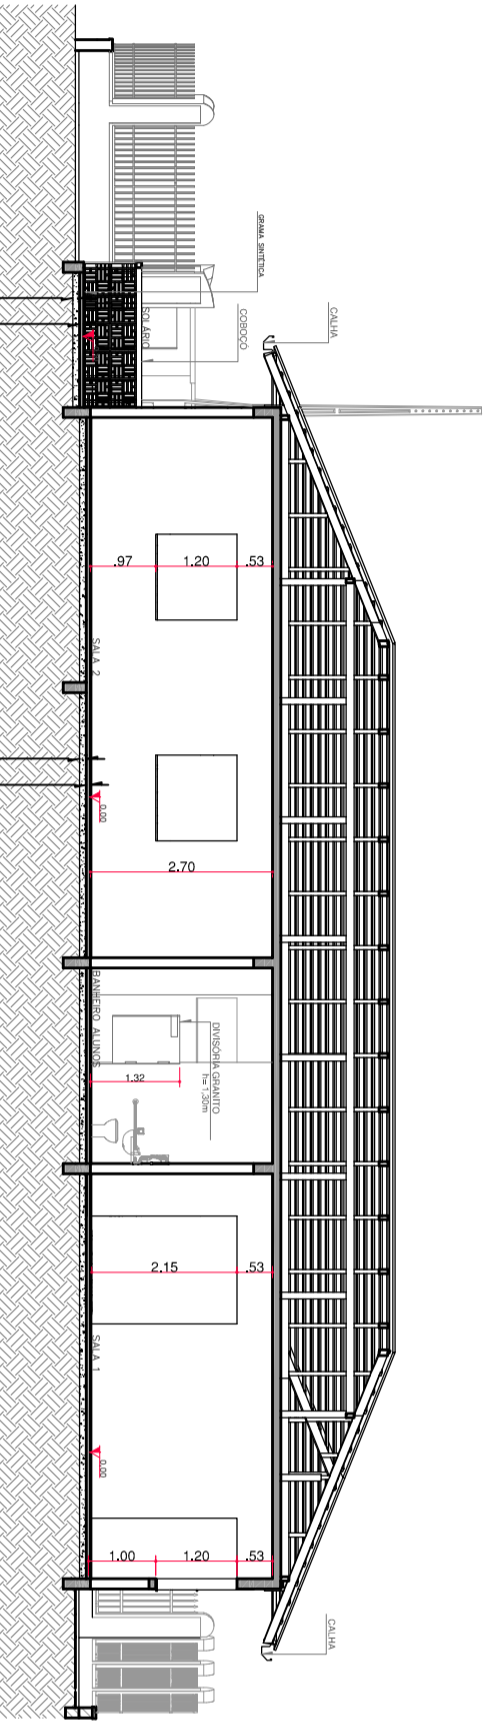 GRAMA SINTÉTICA
SOLÁRIO
COBOGÓ
CALHA
.97
1.20
.53
SALA 2
0.00
2.70
BANHEIRO ALUNOS
DIVISÓRIA GRANITO
h= 1,30m
1.32
2.15
.53
SALA 1
0.00
1.00
1.20
.53
CALHA